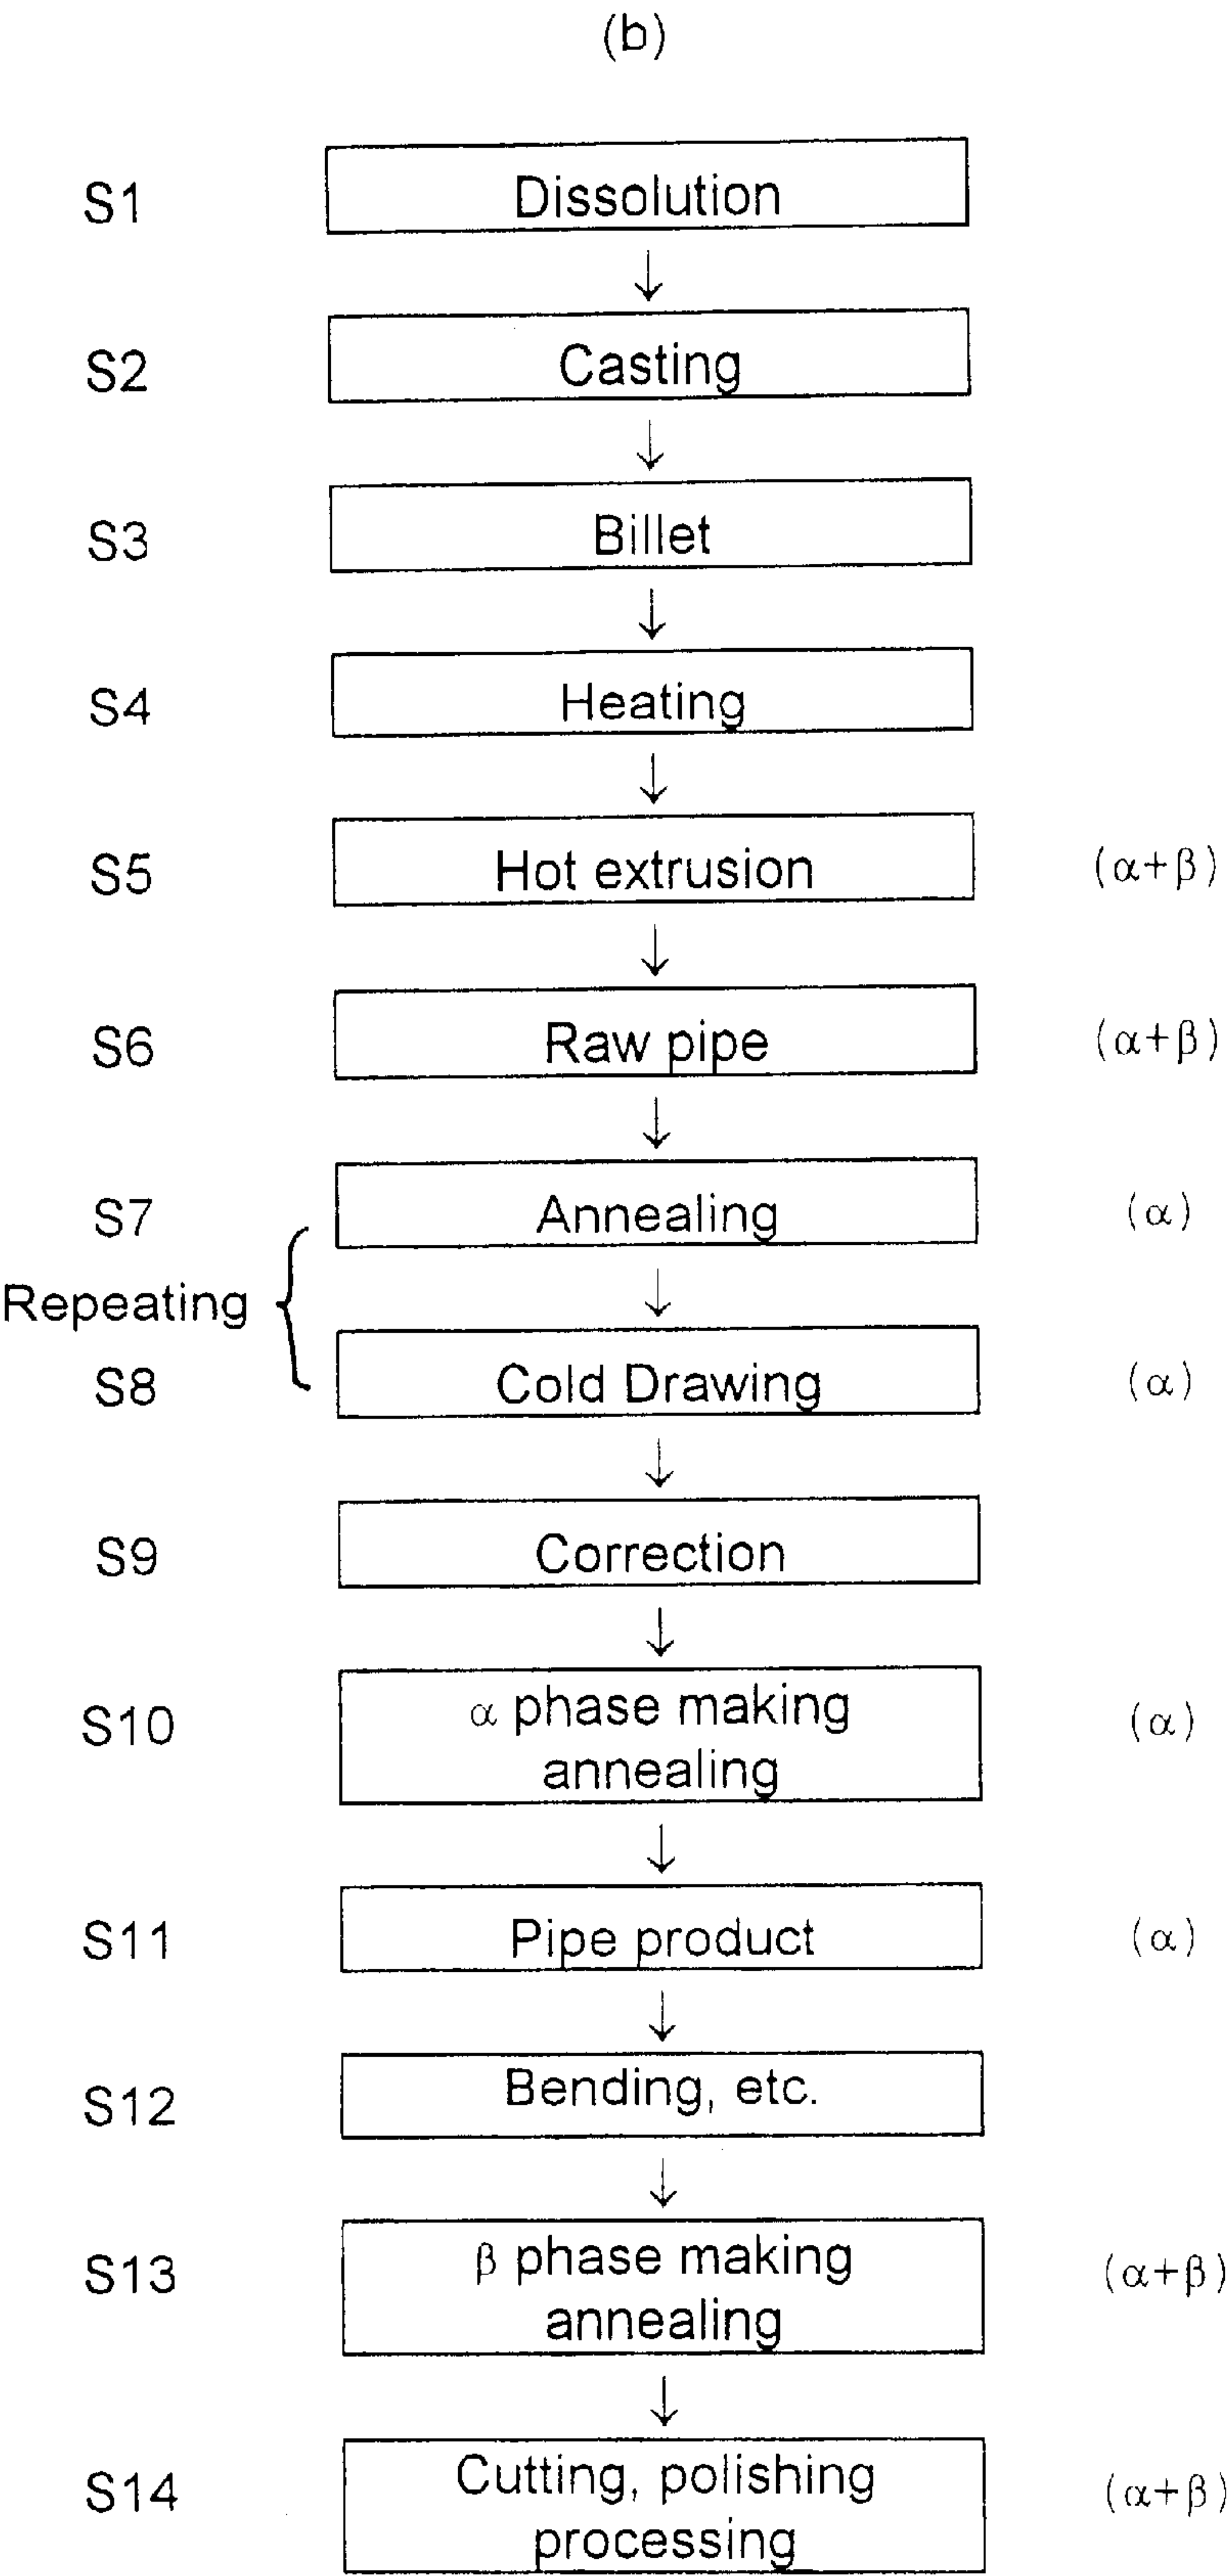 (b)
S1 Dissolution
S2 Casting
S3 Billet
S4 Heating
S5 Hot extrusion (α+β)
S6 Raw pipe (α+β)
S7 Annealing (α)
Repeating
S8 Cold Drawing (α)
S9 Correction
S10 α phase making annealing (α)
S11 Pipe product (α)
S12 Bending, etc.
S13 β phase making annealing (α+β)
S14 Cutting, polishing processing (α+β)